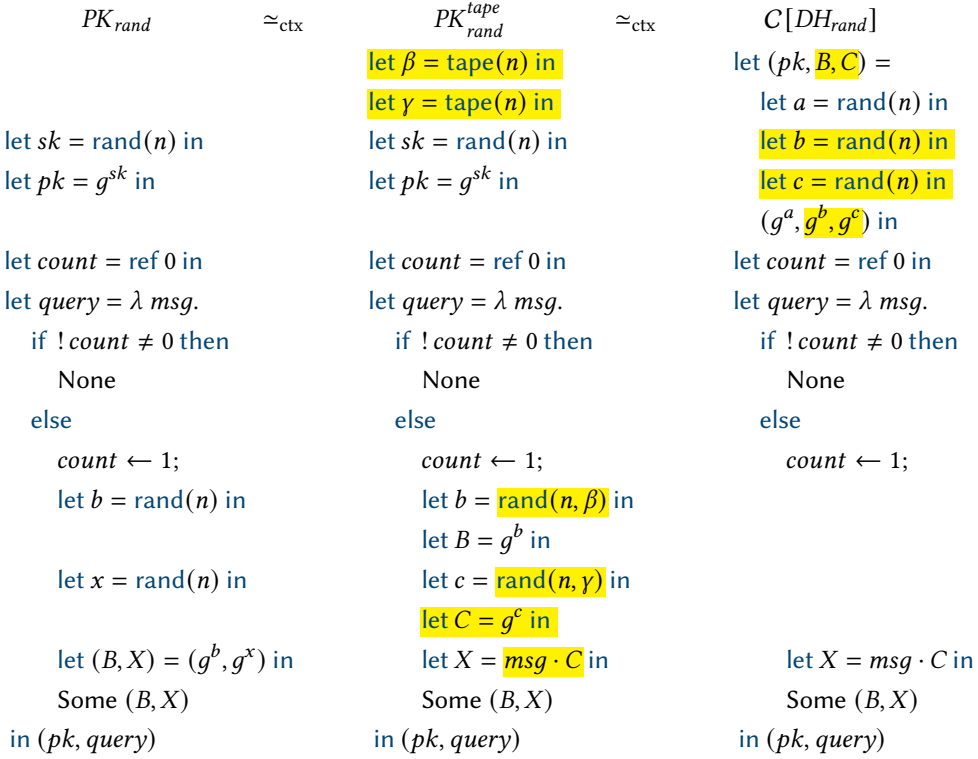 PK_rand ≃ctx PK^tape_rand ≃ctx C[DH_rand]
let β = tape(n) in let (pk, B, C) =
let γ = tape(n) in let a = rand(n) in
let sk = rand(n) in let sk = rand(n) in let b = rand(n) in
let pk = g^sk in let pk = g^sk in let c = rand(n) in
(g^a, g^b, g^c) in
let count = ref 0 in let count = ref 0 in let count = ref 0 in
let query = λ msg. let query = λ msg. let query = λ msg.
if ! count ≠ 0 then if ! count ≠ 0 then if ! count ≠ 0 then
None None None
else else else
count ← 1; count ← 1; count ← 1;
let b = rand(n) in let b = rand(n, β) in
let B = g^b in
let x = rand(n) in let c = rand(n, γ) in
let C = g^c in
let (B, X) = (g^b, g^x) in let X = msg · C in let X = msg · C in
Some (B, X) Some (B, X) Some (B, X)
in (pk, query) in (pk, query) in (pk, query)